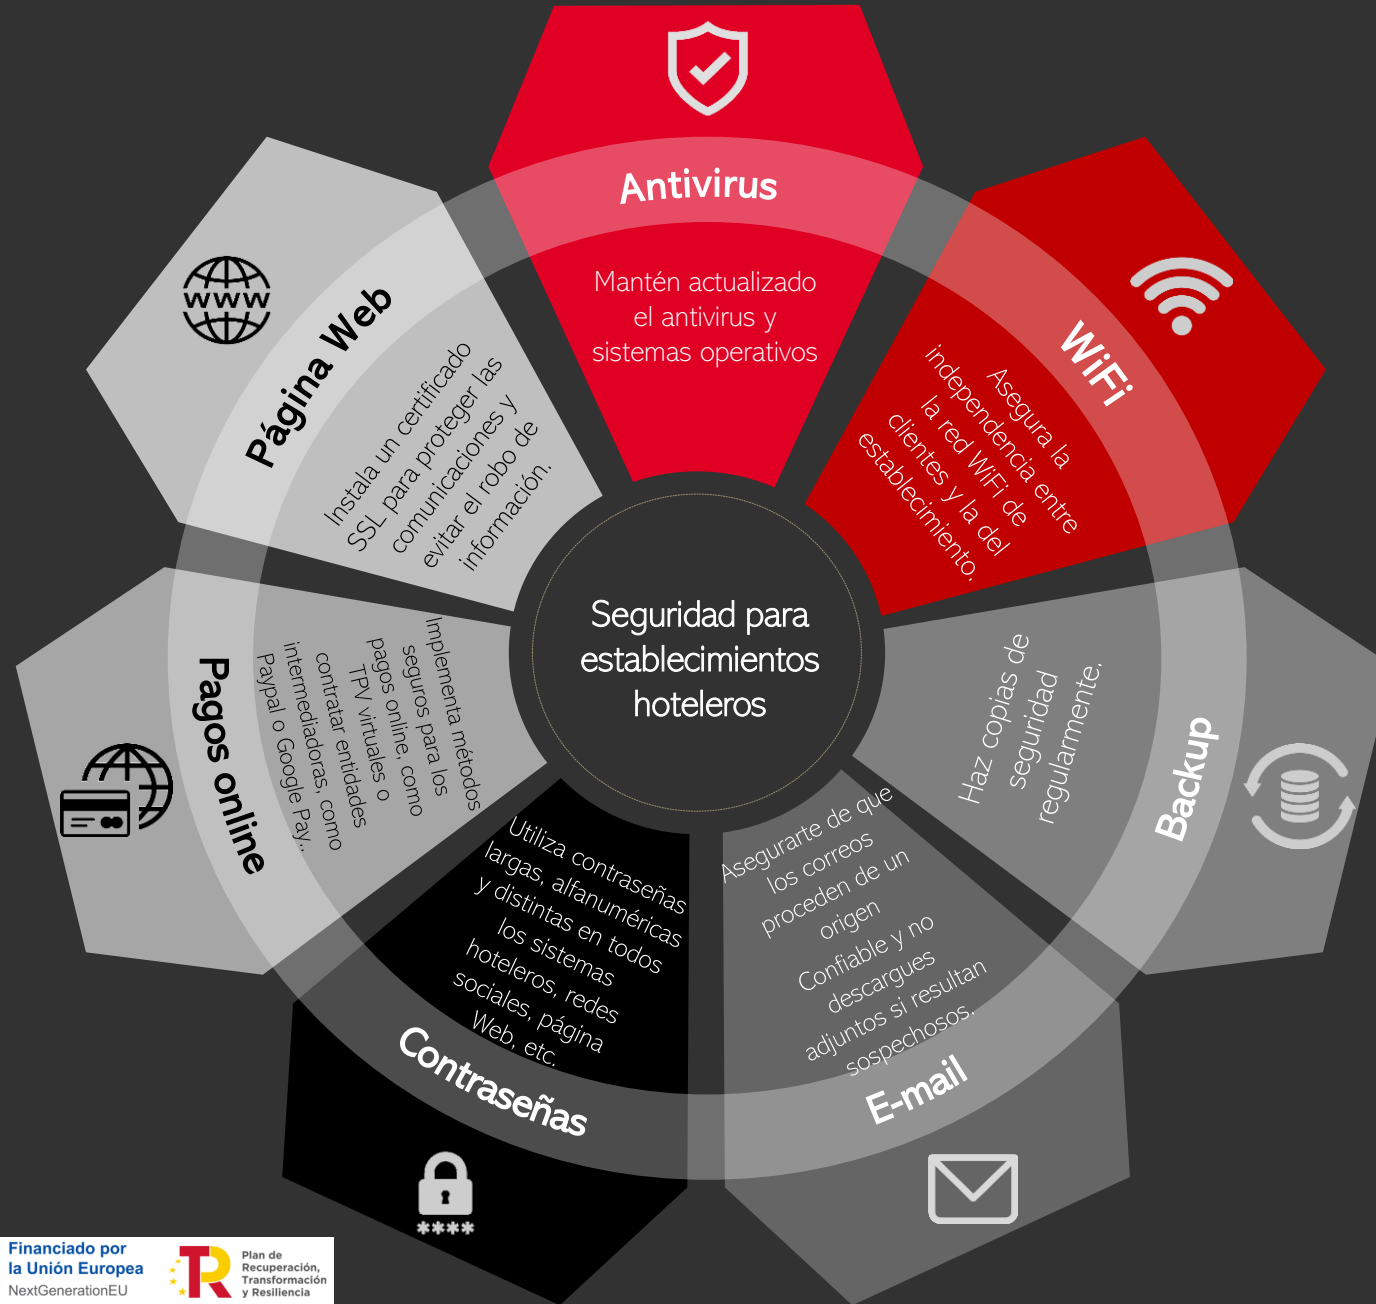 Antivirus
Mantén actualizado
el antivirus y
sistemas operativos
WiFi
Asegura la
independencia entre
la red WiFi de
clientes y la del
establecimiento.
Backup
Haz copias de
seguridad
regularmente.
E-mail
Asegurarte de que
los correos
proceden de un
origen
Confiable y no
descargues
adjuntos si resultan
sospechosos.
Contraseñas
Utiliza contraseñas
largas, alfanuméricas
y distintas en todos
los sistemas
hoteleros, redes
sociales, página
Web, etc.
****
Pagos online
Implementa métodos
seguros para los
pagos online, como
TPV virtuales o
contratar entidades
intermediadoras, como
Paypal o Google Pay..
Página Web
WWW
Instala un certificado
SSL para proteger las
comunicaciones y
evitar el robo de
información.
Seguridad para
establecimientos
hoteleros
Financiado por
la Unión Europea
NextGenerationEU
TR
Plan de
Recuperación,
Transformación
y Resiliencia